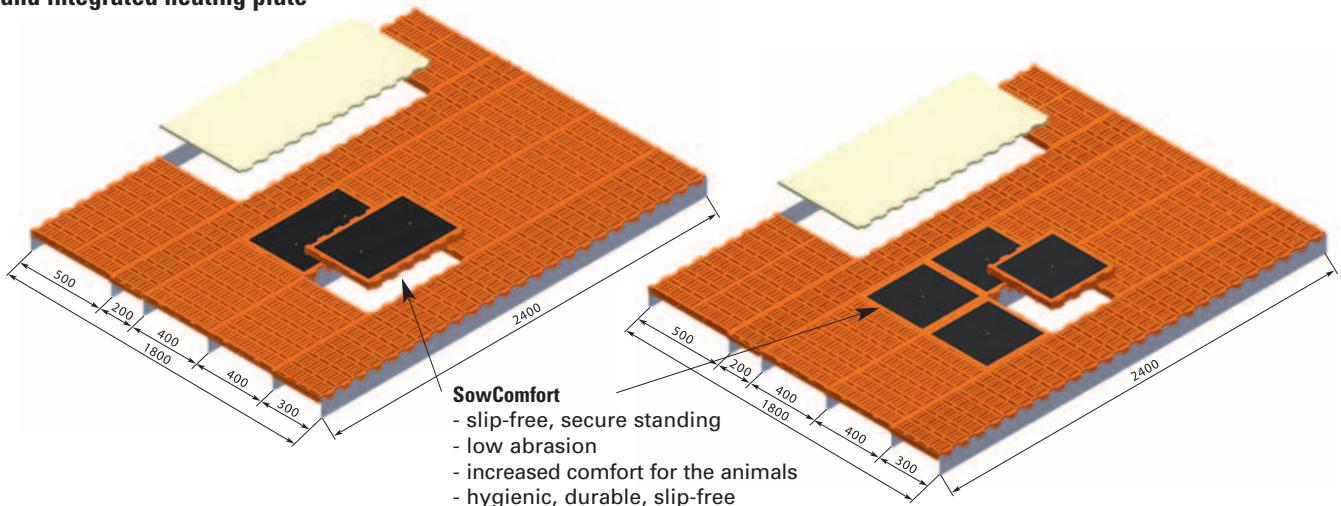 and integrated heating plate
500
200
400
1800
400
300
2400
500
200
400
1800
400
300
2400
SowComfort
- slip-free, secure standing
- low abrasion
- increased comfort for the animals
- hygienic, durable, slip-free